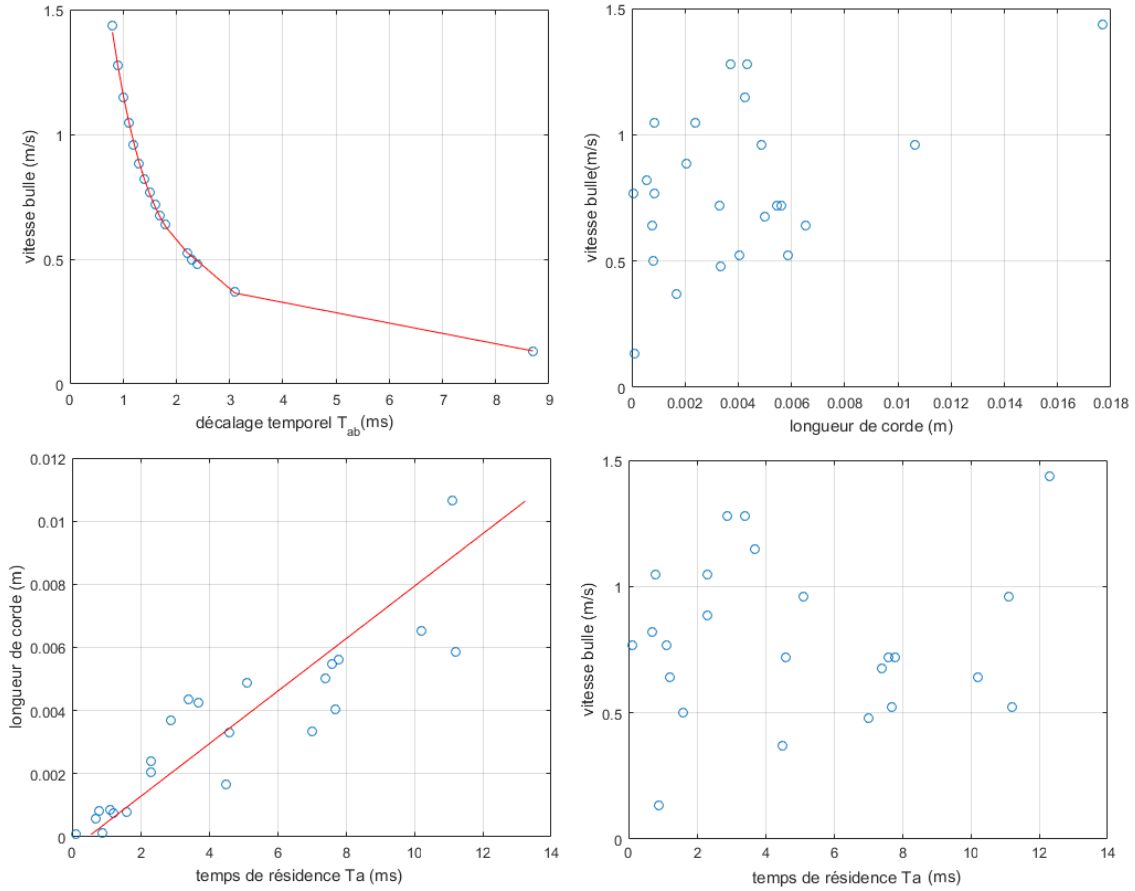 1.5
1
0.5
0
0 1 2 3 4 5 6 7 8 9
vitesse bulle (m/s)
décalage temporel T_ab(ms)
1.5
1
0.5
0
0 0.002 0.004 0.006 0.008 0.01 0.012 0.014 0.016 0.018
vitesse bulle(m/s)
longueur de corde (m)
0.012
0.01
0.008
0.006
0.004
0.002
0
0 2 4 6 8 10 12 14
longueur de corde (m)
temps de résidence Ta (ms)
1.5
1
0.5
0
0 2 4 6 8 10 12 14
vitesse bulle (m/s)
temps de résidence Ta (ms)